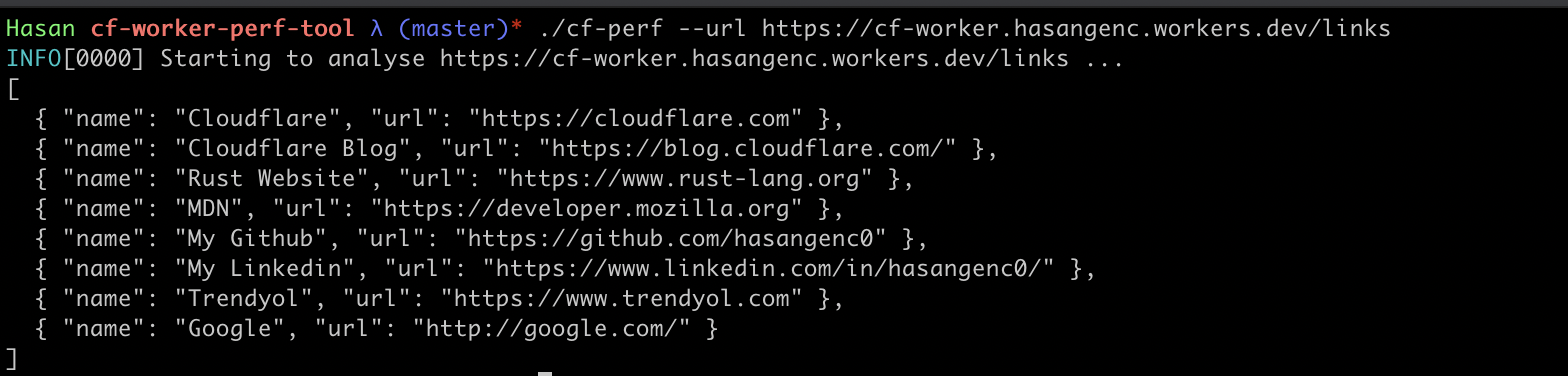 Hasan cf-worker-perf-tool λ (master)* ./cf-perf --url https://cf-worker.hasangenc.workers.dev/links
INFO[0000] Starting to analyse https://cf-worker.hasangenc.workers.dev/links ...
[
  { "name": "Cloudflare", "url": "https://cloudflare.com" },
  { "name": "Cloudflare Blog", "url": "https://blog.cloudflare.com/" },
  { "name": "Rust Website", "url": "https://www.rust-lang.org" },
  { "name": "MDN", "url": "https://developer.mozilla.org" },
  { "name": "My Github", "url": "https://github.com/hasangenc0" },
  { "name": "My Linkedin", "url": "https://www.linkedin.com/in/hasangenc0/" },
  { "name": "Trendyol", "url": "https://www.trendyol.com" },
  { "name": "Google", "url": "http://google.com/" }
]